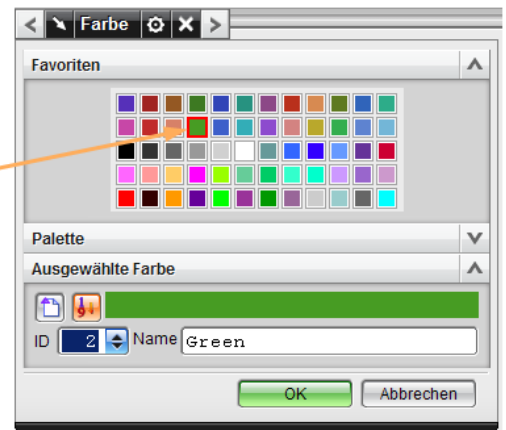 Farbe
Favoriten
Palette
Ausgewählte Farbe
ID 2 Name Green
OK Abbrechen